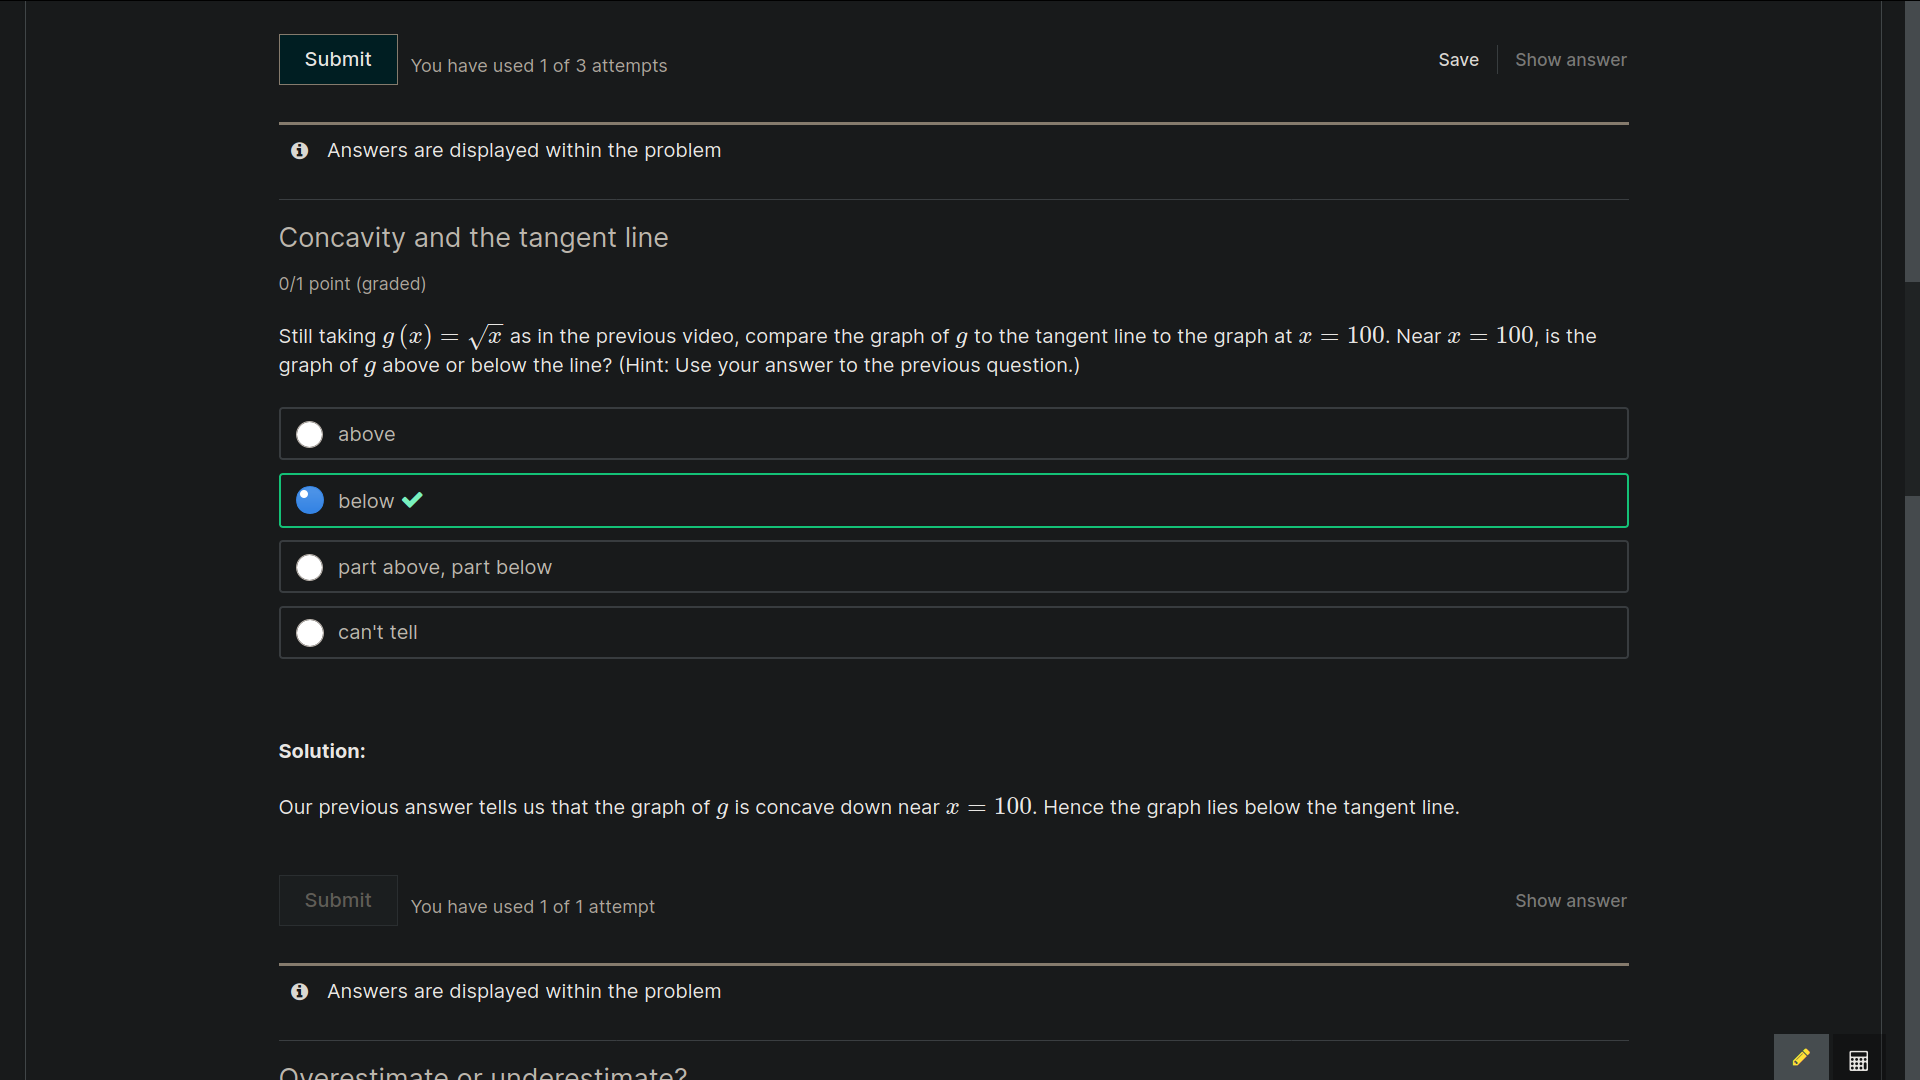 Submit
You have used 1 of 3 attempts
Save
Show answer
Answers are displayed within the problem
Concavity and the tangent line
0/1 point (graded)
Still taking g (x) = √x as in the previous video, compare the graph of g to the tangent line to the graph at x = 100. Near x = 100, is the
graph of g above or below the line? (Hint: Use your answer to the previous question.)
above
below
part above, part below
can't tell
Solution:
Our previous answer tells us that the graph of g is concave down near x = 100. Hence the graph lies below the tangent line.
Submit
You have used 1 of 1 attempt
Show answer
Answers are displayed within the problem
Overestimate or underestimate?